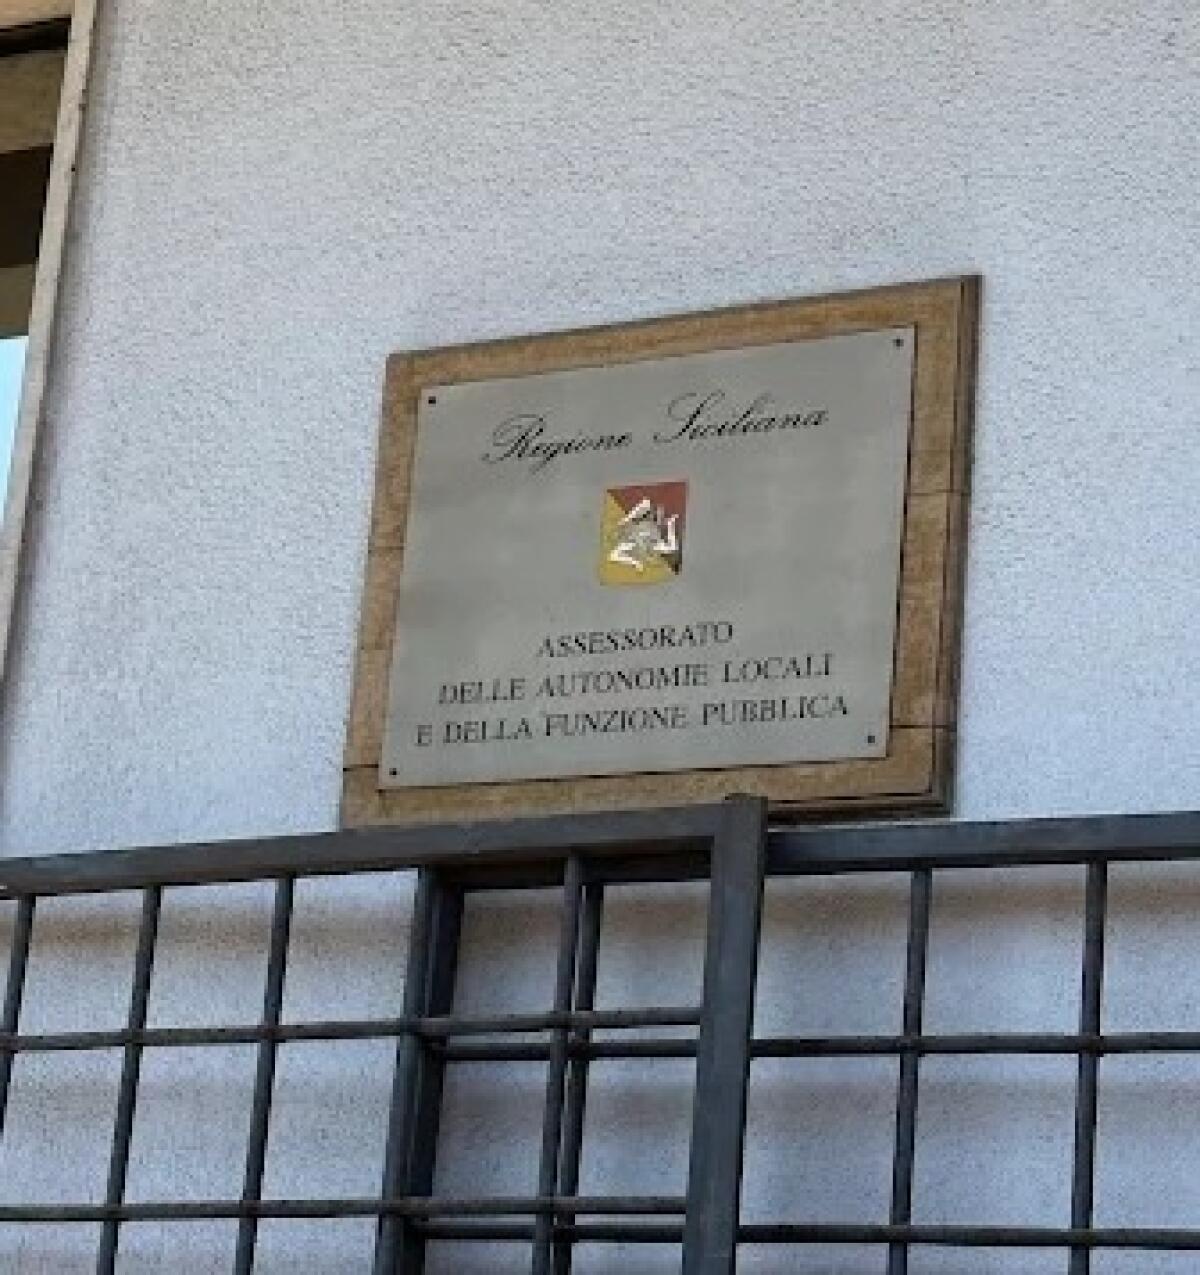 Regione Siciliana
ASSESSORATO
DELLE AUTONOMIE LOCALI
E DELLA FUNZIONE PUBBLICA